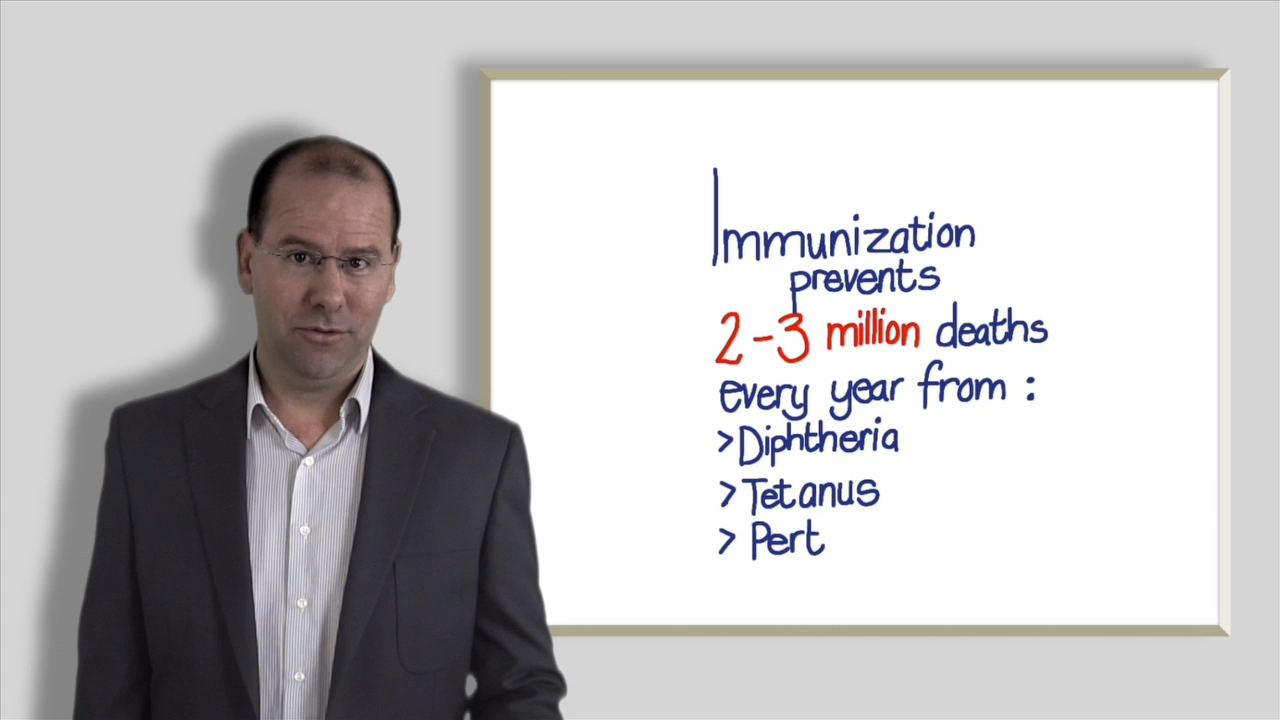 Immunization
prevents
2-3 million deaths
every year from :
>Diphtheria
>Tetanus
> Pert